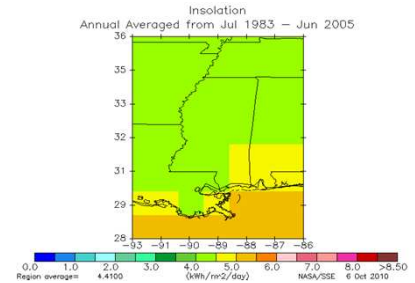 Insolation
Annual Averaged from Jul 1983 – Jun 2005
36
35
33
32
31
29
28
−93 −91 −90 −89 −88 −87 −86
0.0 1.0 2.0 3.0 4.0 5.0 6.0 7.0 8.0 >8.50
Region average= 4.4100 (kWh/m^2/day) NASA/SSE 6 Oct 2010